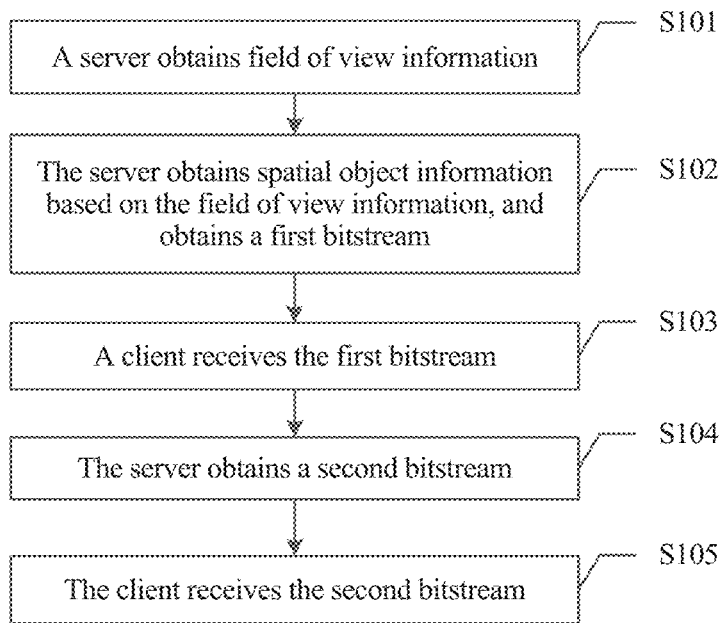 S101
A server obtains field of view information
S102
The server obtains spatial object information
based on the field of view information, and
obtains a first bitstream
S103
A client receives the first bitstream
S104
The server obtains a second bitstream
S105
The client receives the second bitstream